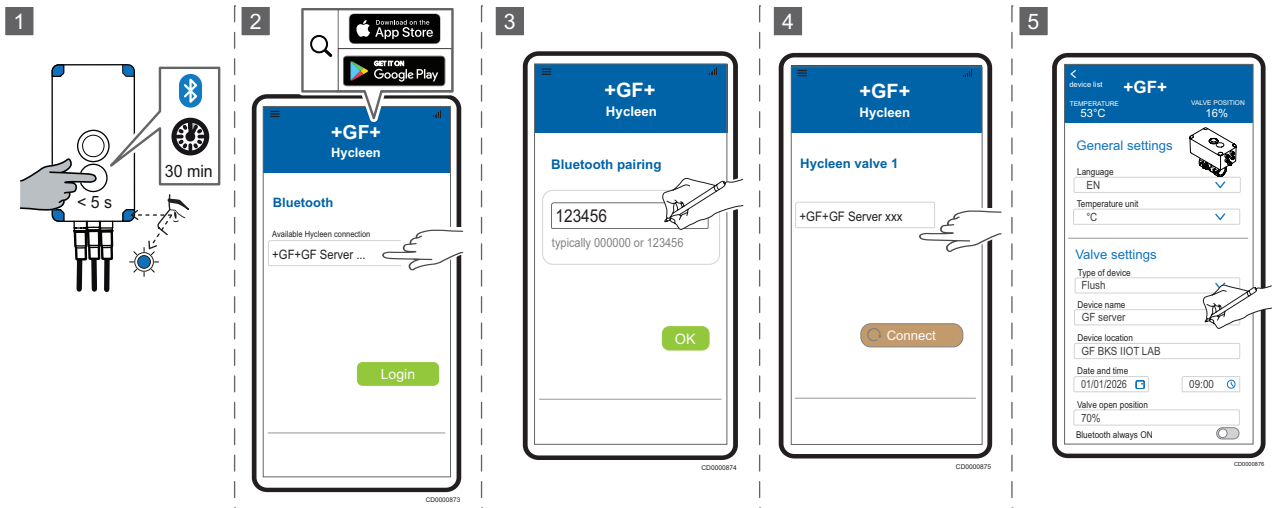 1
30 min
< 5 s
2
Download on the
App Store
GET IT ON
Google Play
+GF+
Hycleen
Bluetooth
Available Hycleen connection
+GF+GF Server ...
Login
CD0000873
3
+GF+
Hycleen
Bluetooth pairing
123456
typically 000000 or 123456
OK
CD0000874
4
+GF+
Hycleen
Hycleen valve 1
+GF+GF Server xxx
Connect
CD0000875
5
<
device list
+GF+
TEMPERATURE
VALVE POSITION
53°C
16%
General settings
Language
EN
Temperature unit
°C
Valve settings
Type of device
Flush
Device name
GF server
Device location
GF BKS IIOT LAB
Date and time
01/01/2026
09:00
Valve open position
70%
Bluetooth always ON
CD0000876